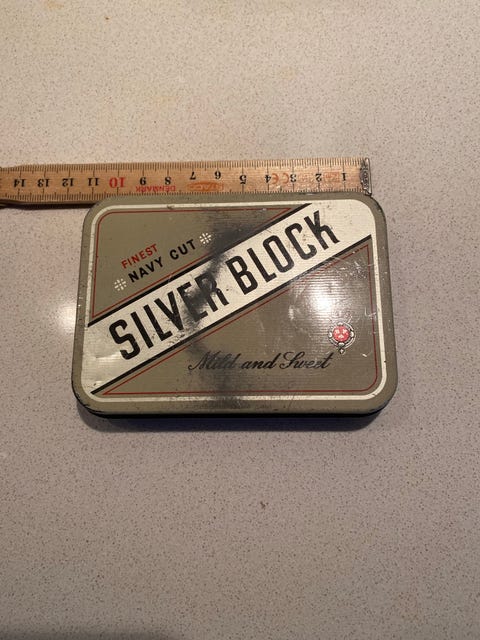 14 13 12 11 10 9 8 7 6 5 4 3 2 1
DENMARK
FINEST
NAVY CUT
SILVER BLOCK
Mild and Sweet